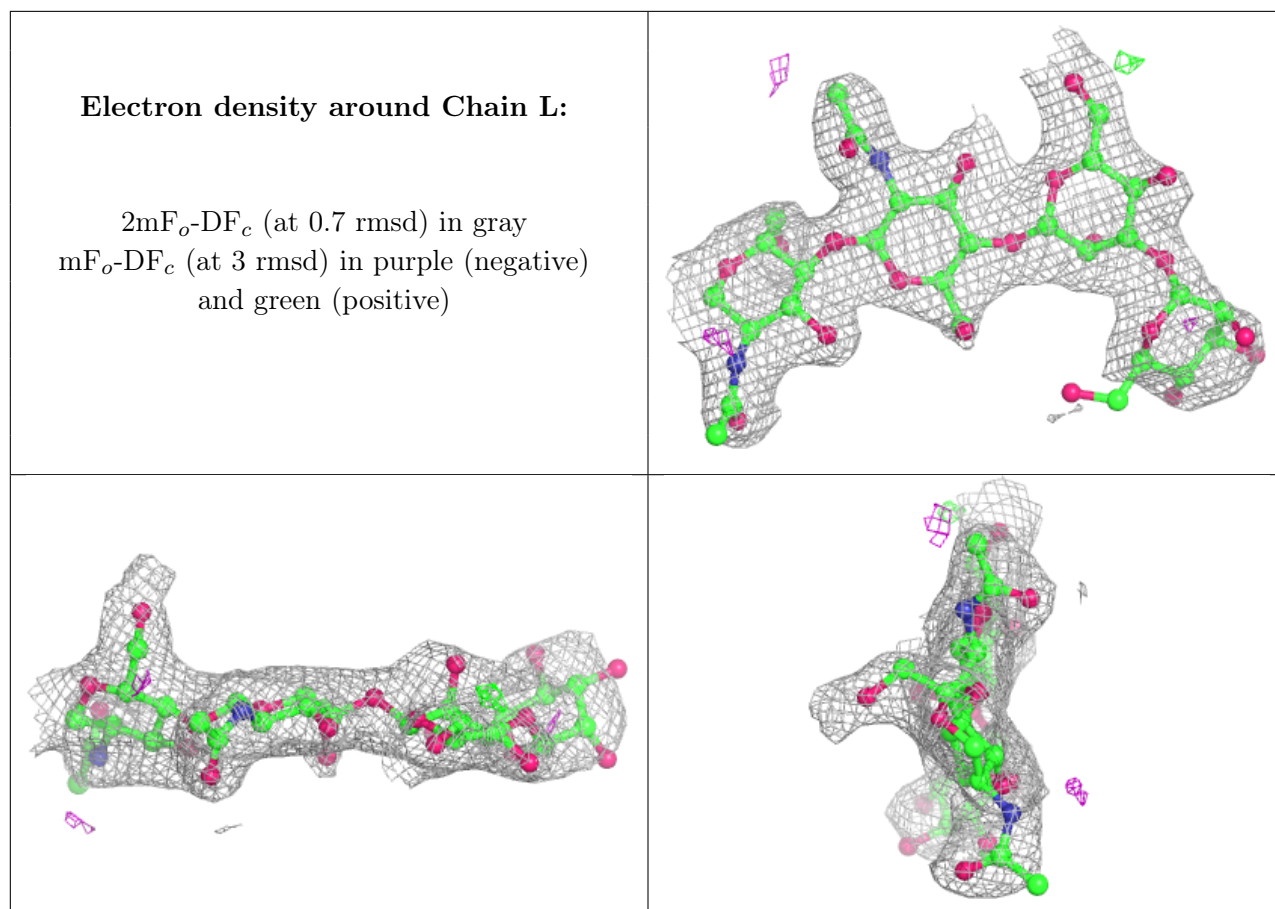 Electron density around Chain L:
2mFo-DFc (at 0.7 rmsd) in gray
mFo-DFc (at 3 rmsd) in purple (negative)
and green (positive)